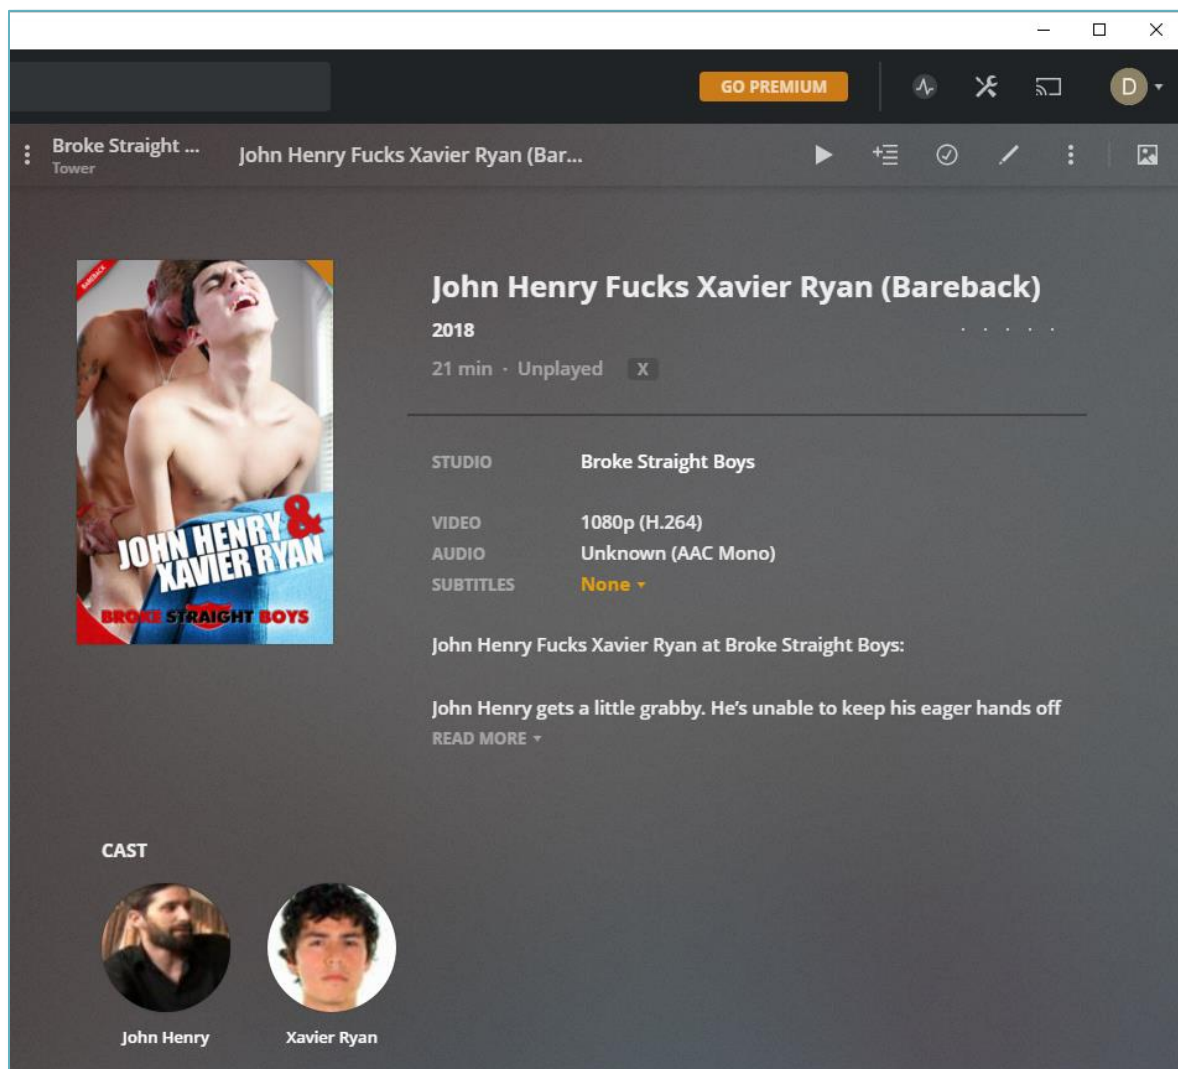 GO PREMIUM
D
Broke Straight ...
Tower
John Henry Fucks Xavier Ryan (Bar...
BAREBACK
JOHN HENRY &
XAVIER RYAN
BROKE STRAIGHT BOYS
John Henry Fucks Xavier Ryan (Bareback)
2018
21 min · Unplayed X
STUDIO Broke Straight Boys
VIDEO 1080p (H.264)
AUDIO Unknown (AAC Mono)
SUBTITLES None
John Henry Fucks Xavier Ryan at Broke Straight Boys:
John Henry gets a little grabby. He’s unable to keep his eager hands off
READ MORE
CAST
John Henry
Xavier Ryan